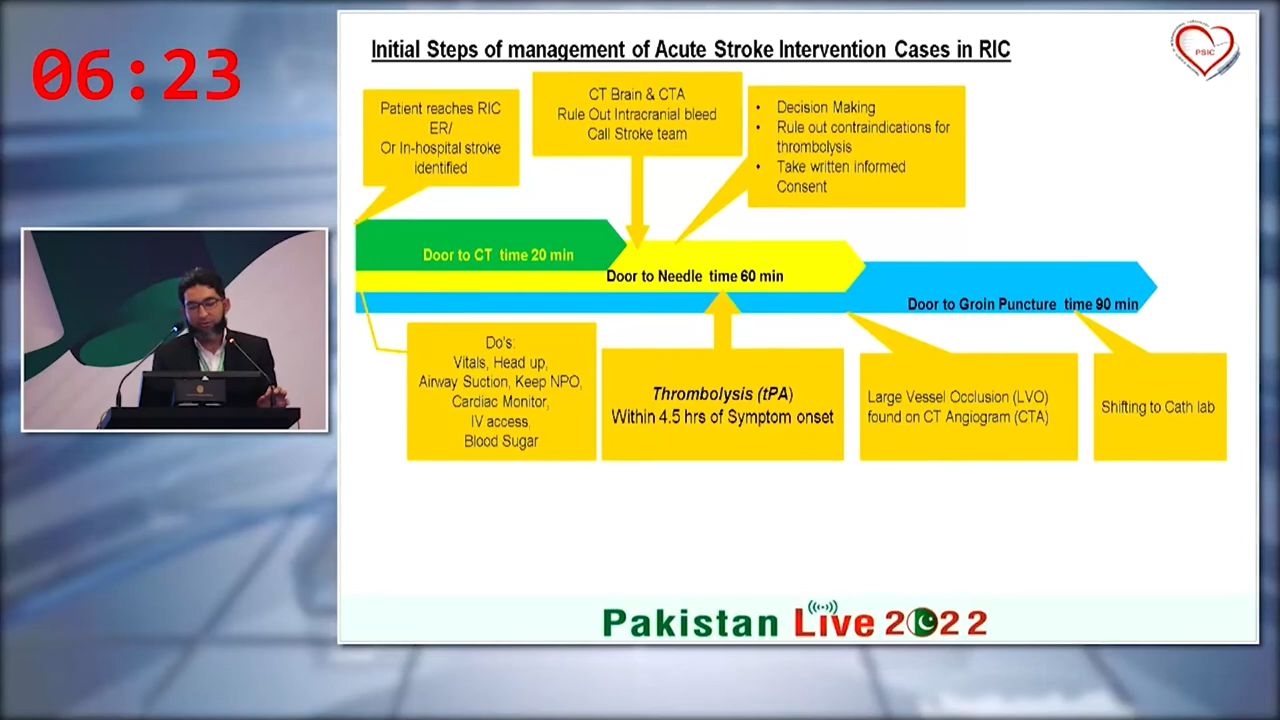 06:23
Initial Steps of management of Acute Stroke Intervention Cases in RIC
PSIC
Patient reaches RIC
ER/
Or In-hospital stroke
identified
CT Brain & CTA
Rule Out Intracranial bleed
Call Stroke team
• Decision Making
• Rule out contraindications for
thrombolysis
• Take written informed
Consent
Door to CT time 20 min
Door to Needle time 60 min
Door to Groin Puncture time 90 min
Do's:
Vitals, Head up,
Airway Suction, Keep NPO,
Cardiac Monitor,
IV access,
Blood Sugar
Thrombolysis (tPA)
Within 4.5 hrs of Symptom onset
Large Vessel Occlusion (LVO)
found on CT Angiogram (CTA)
Shifting to Cath lab
Pakistan Live 2022